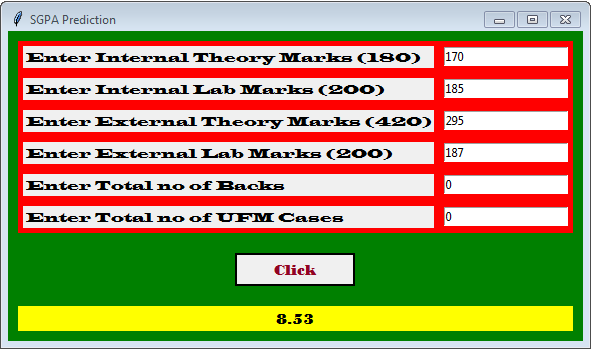 SGPA Prediction
Enter Internal Theory Marks (180) 170
Enter Internal Lab Marks (200) 185
Enter External Theory Marks (420) 295
Enter External Lab Marks (200) 187
Enter Total no of Backs 0
Enter Total no of UFM Cases 0
Click
8.53